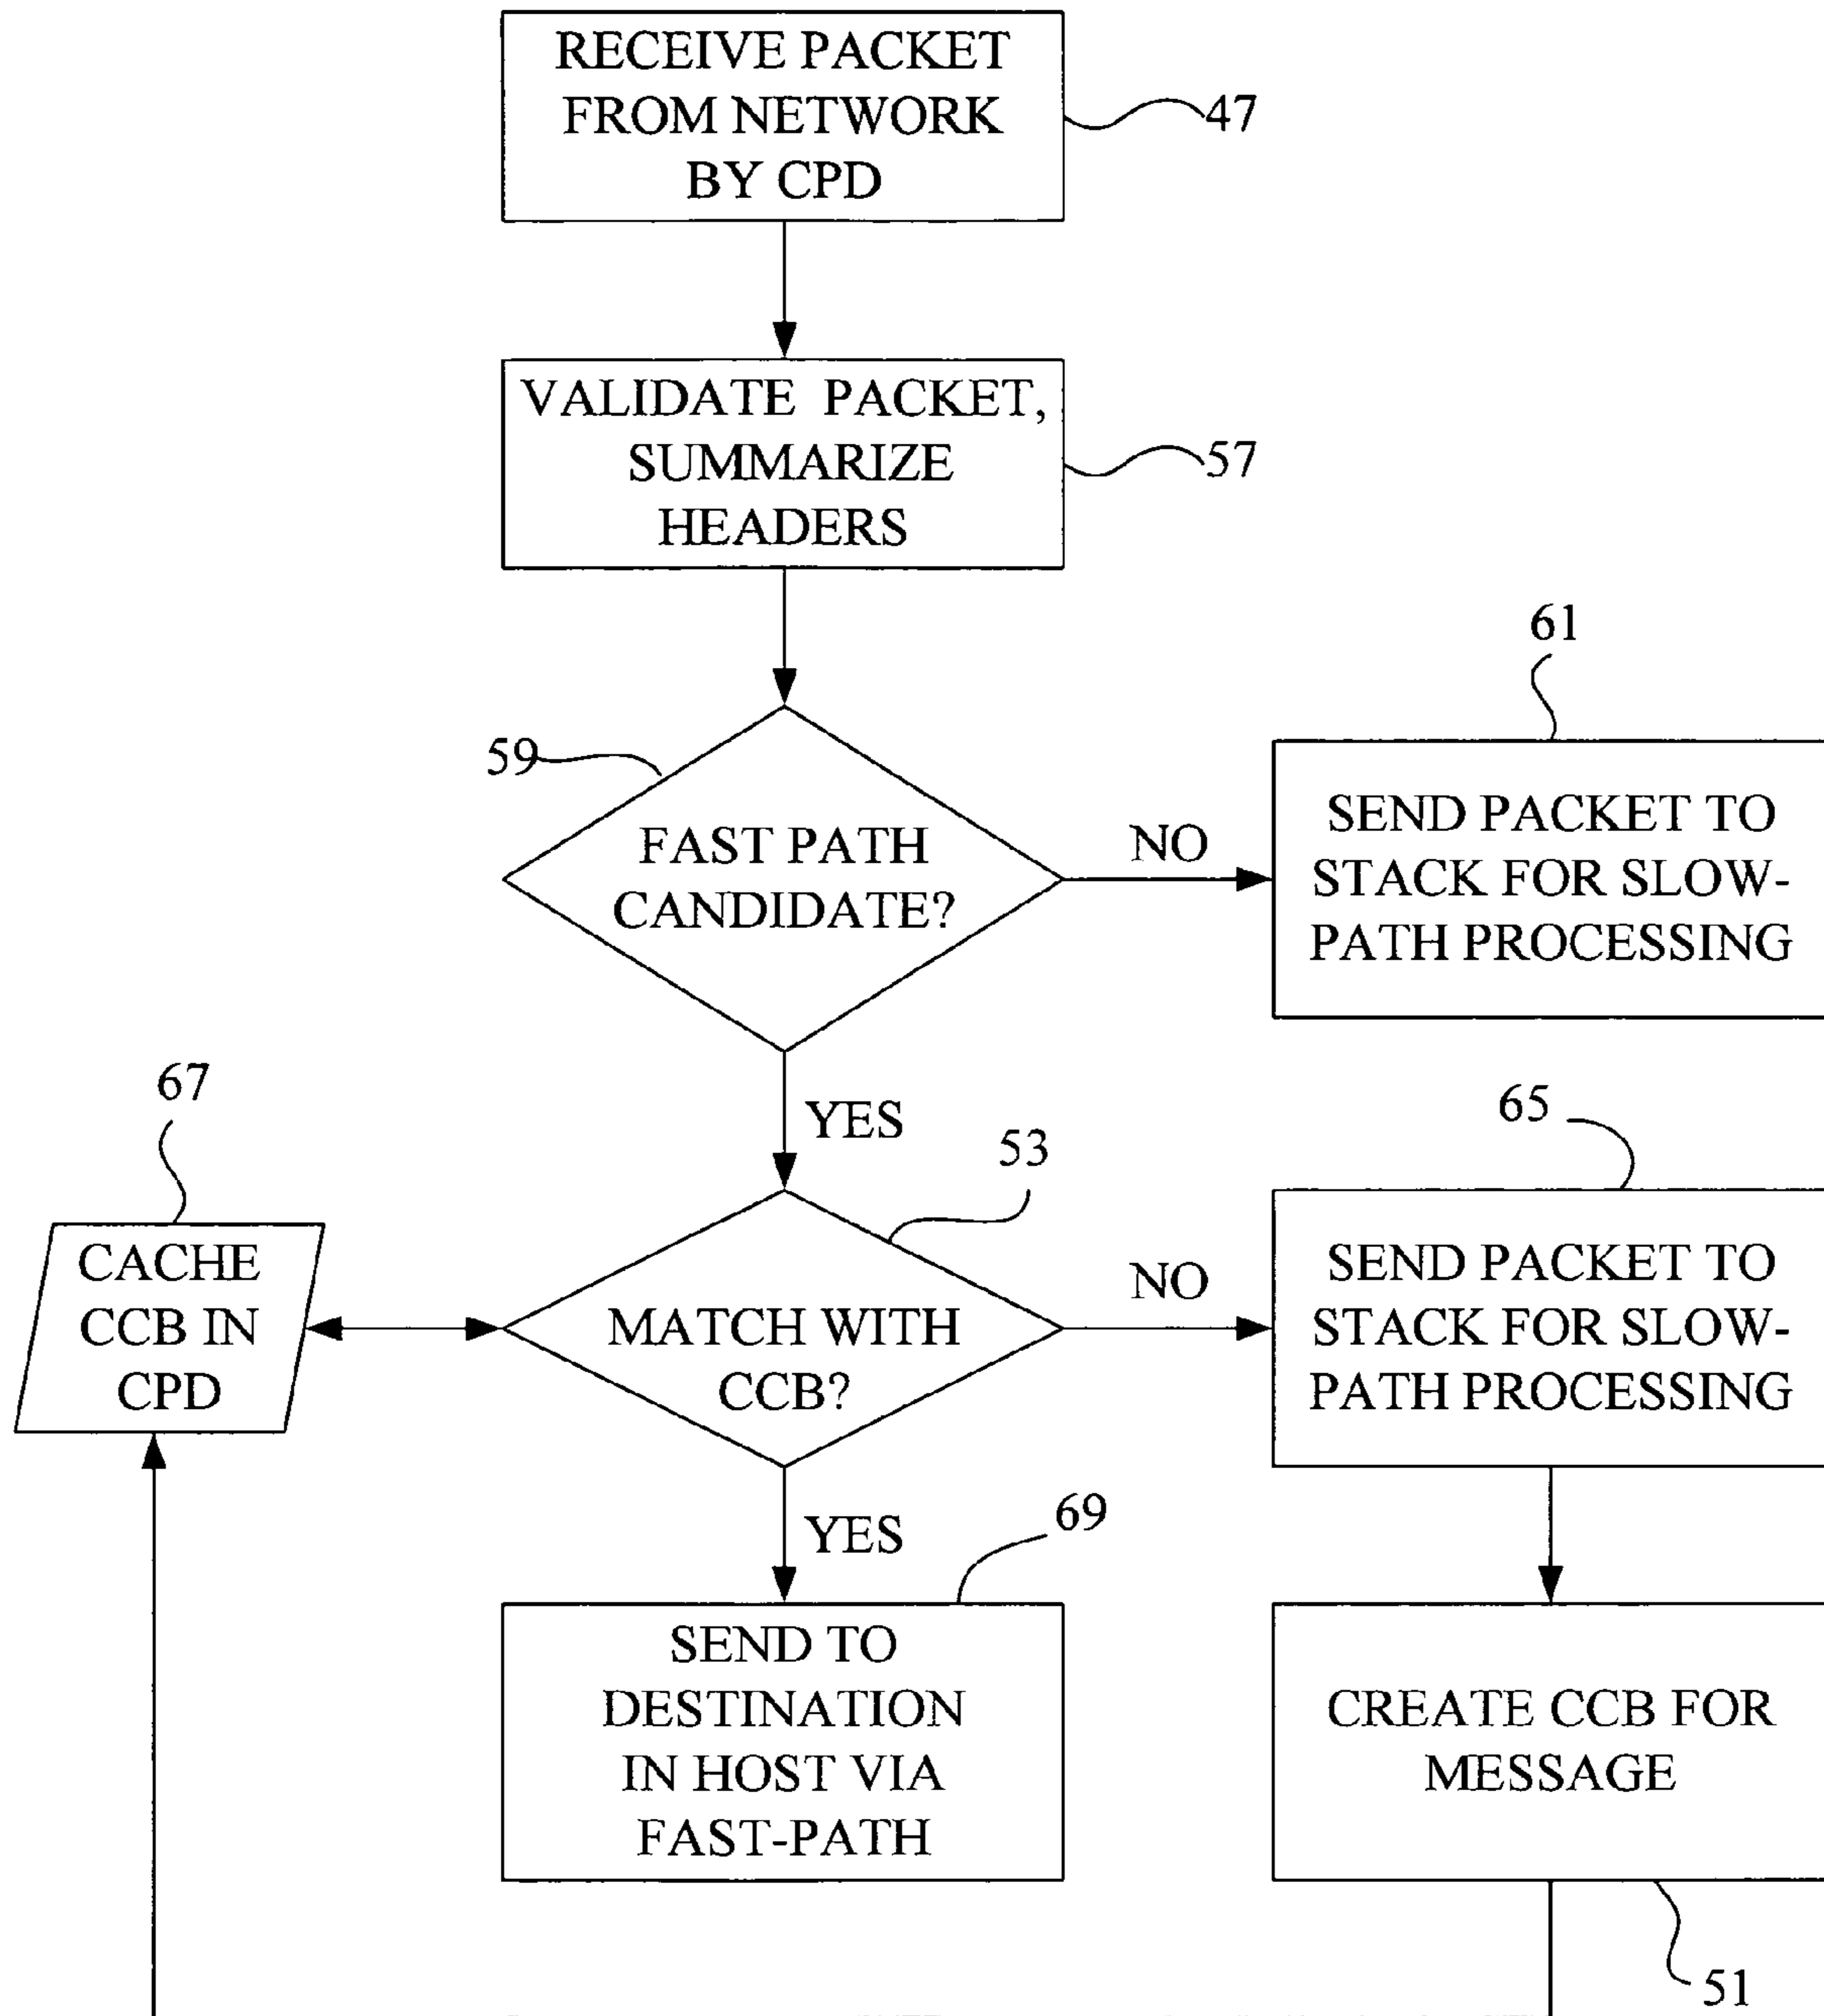 RECEIVE PACKET
FROM NETWORK
BY CPD
47
VALIDATE PACKET,
SUMMARIZE
HEADERS
57
59
FAST PATH
CANDIDATE?
NO
61
SEND PACKET TO
STACK FOR SLOW-
PATH PROCESSING
YES
67
CACHE
CCB IN
CPD
53
MATCH WITH
CCB?
NO
65
SEND PACKET TO
STACK FOR SLOW-
PATH PROCESSING
YES
69
SEND TO
DESTINATION
IN HOST VIA
FAST-PATH
CREATE CCB FOR
MESSAGE
51